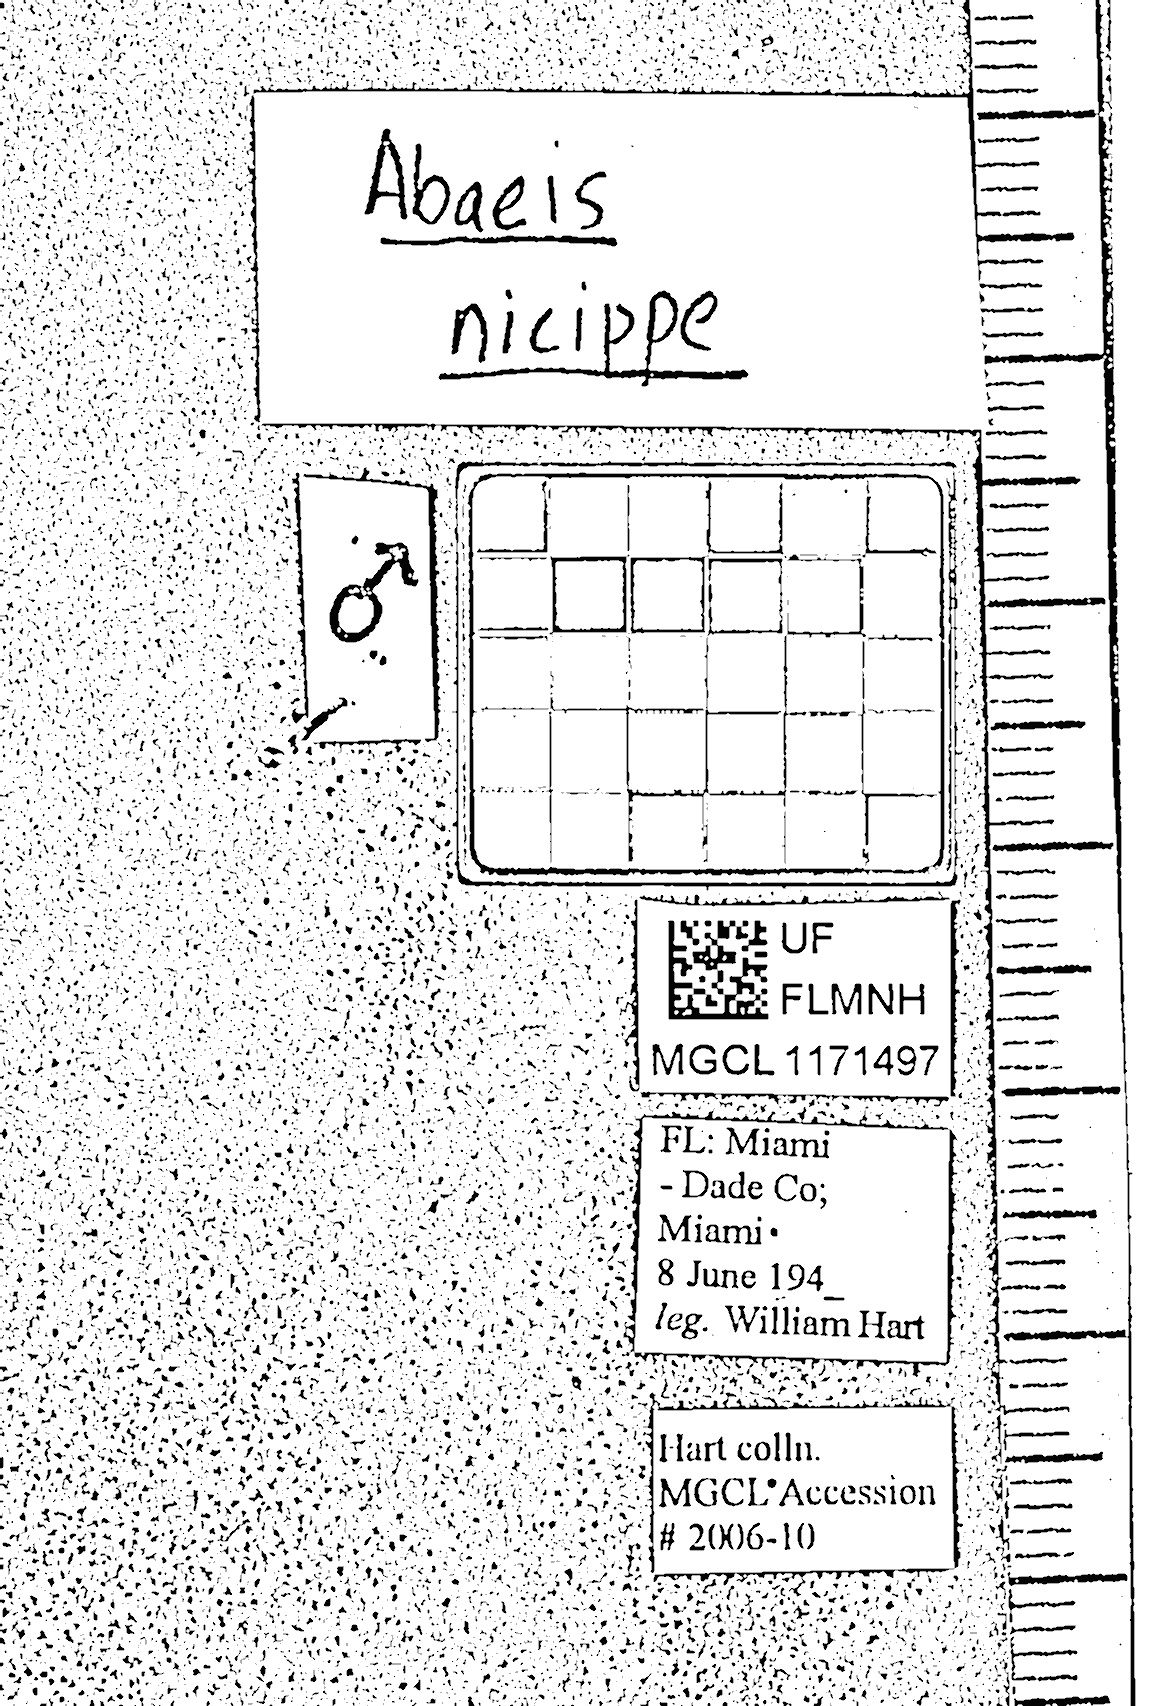 Abaeis
nicippe
♂
UF
FLMNH
MGCL 1171497
FL: Miami
- Dade Co;
Miami
8 June 194_
leg. William Hart
Hart colln.
MGCL Accession
# 2006-10